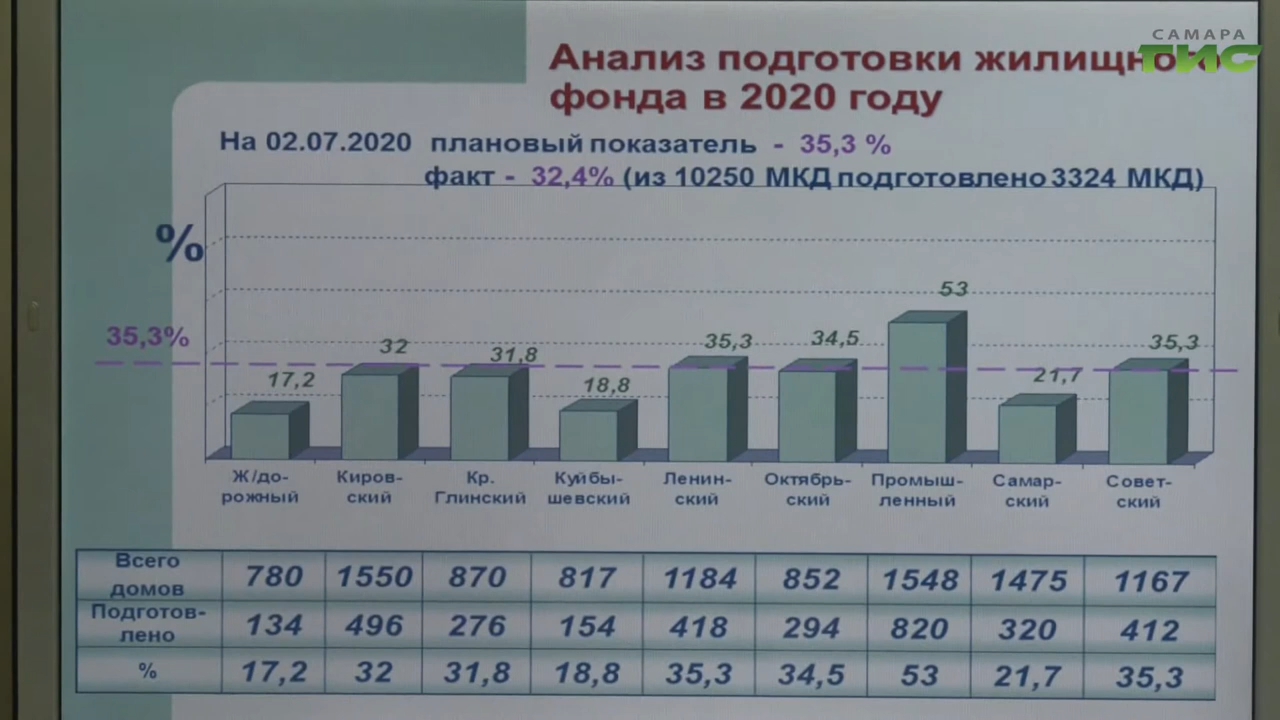 САМАРА
ТИС
Анализ подготовки жилищного
фонда в 2020 году
На 02.07.2020 плановый показатель - 35,3 %
факт - 32,4% (из 10250 МКД подготовлено 3324 МКД)
%
35,3%
17,2 32 31,8 18,8 35,3 34,5 53 21,7 35,3
Ж/до- Киров- Кр. Куйбы- Ленин- Октябрь- Промыш- Самар- Совет-
рожный ский Глинский шевский ский ский ленный ский ский
Всего
домов 780 1550 870 817 1184 852 1548 1475 1167
Подготов-
лено 134 496 276 154 418 294 820 320 412
% 17,2 32 31,8 18,8 35,3 34,5 53 21,7 35,3